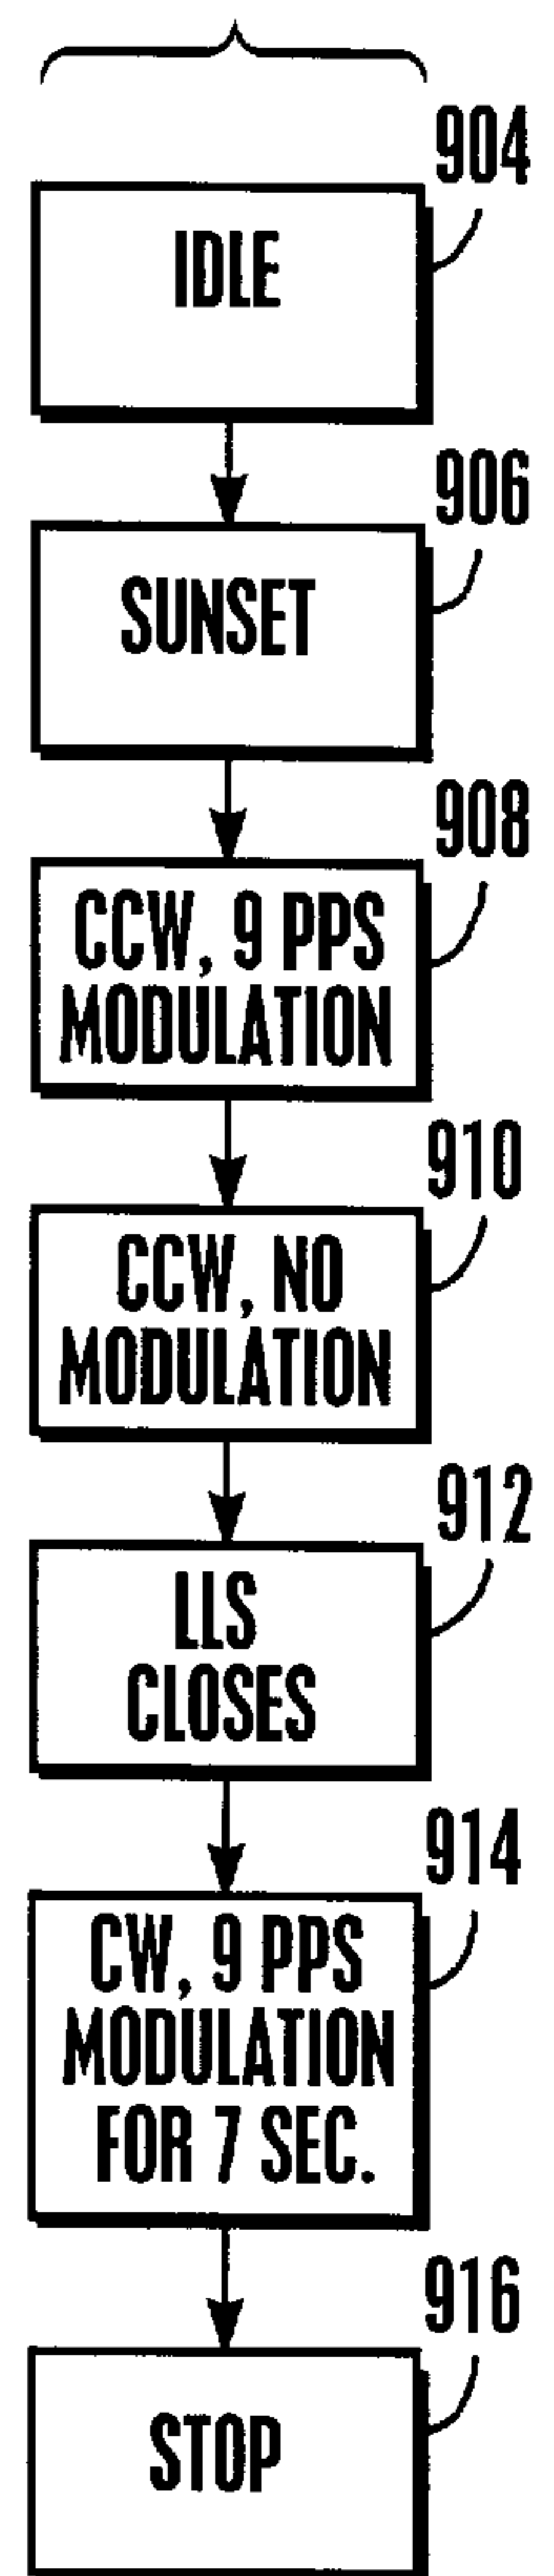 904
IDLE
906
SUNSET
908
CCW, 9 PPS
MODULATION
910
CCW, NO
MODULATION
912
LLS
CLOSES
914
CW, 9 PPS
MODULATION
FOR 7 SEC.
916
STOP